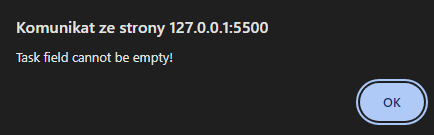 Komunikat ze strony 127.0.0.1:5500
Task field cannot be empty!
OK